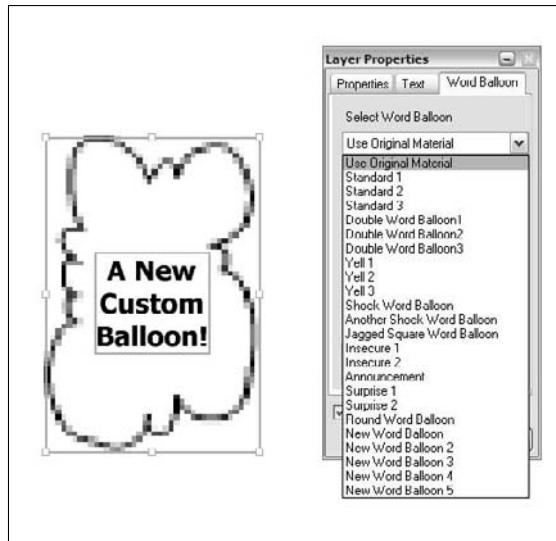 A New
Custom
Balloon!
Layer Properties
Properties Text Word Balloon
Select Word Balloon
Use Original Material
Use Original Material
Standard 1
Standard 2
Standard 3
Double Word Balloon1
Double Word Balloon2
Double Word Balloon3
Yell 1
Yell 2
Yell 3
Shock Word Balloon
Another Shock Word Balloon
Jagged Square Word Balloon
Insecure 1
Insecure 2
Announcement
Surprise 1
Surprise 2
Round Word Balloon
New Word Balloon
New Word Balloon 2
New Word Balloon 3
New Word Balloon 4
New Word Balloon 5